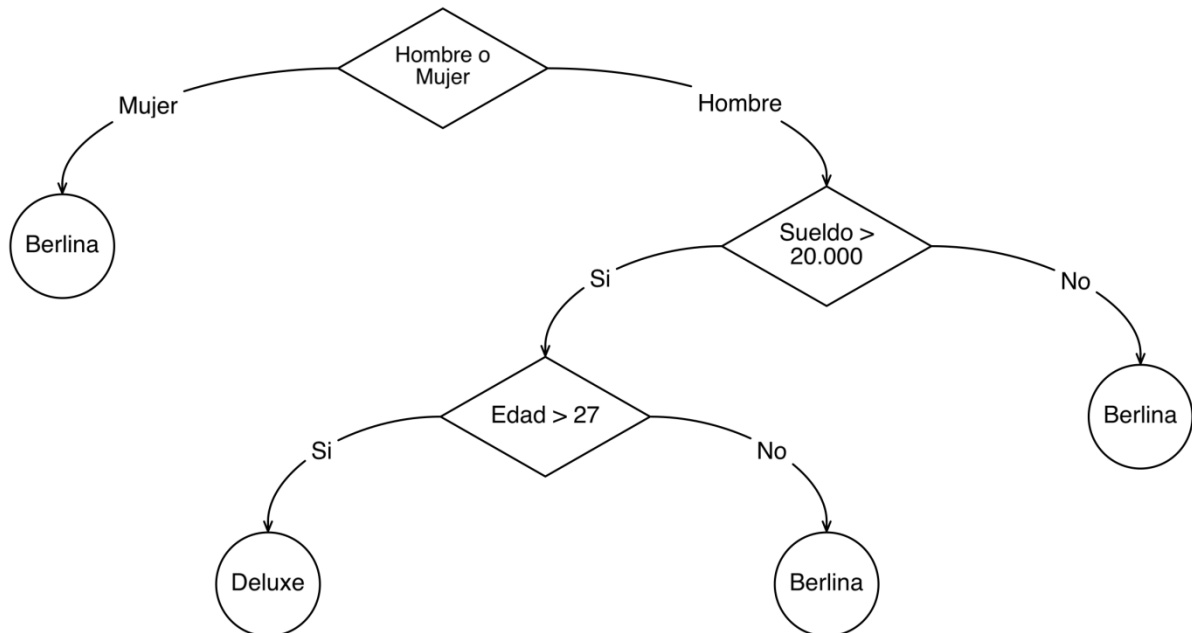 Hombre o
Mujer
Mujer
Hombre
Berlina
Sueldo >
20.000
Si
No
Edad > 27
Berlina
Si
No
Deluxe
Berlina